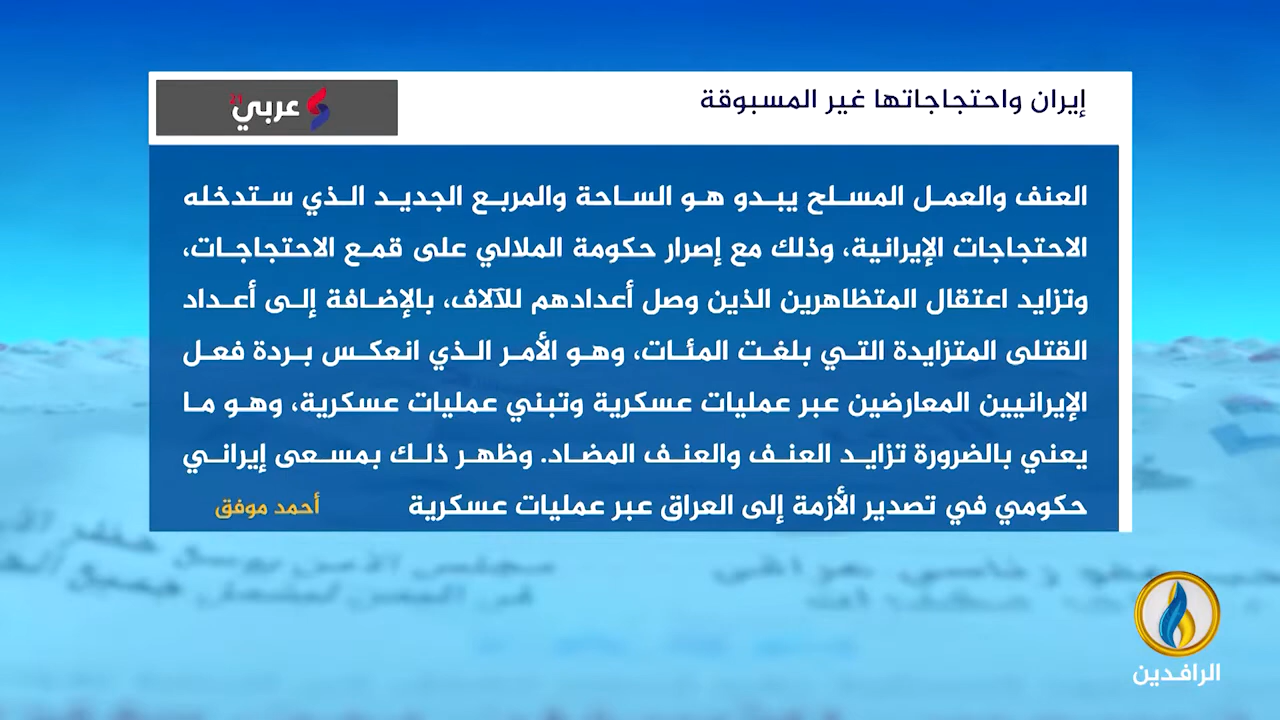 إيران واحتجاجاتها غير المسبوقة
عربي21
العنف والعمل المسلح يبدو هو الساحة والمربع الجديد الذي ستدخله
الاحتجاجات الإيرانية، وذلك مع إصرار حكومة الملالي على قمع الاحتجاجات،
وتزايد اعتقال المتظاهرين الذين وصل أعدادهم للآلاف، بالإضافة إلى أعداد
القتلى المتزايدة التي بلغت المئات، وهو الأمر الذي انعكس بردة فعل
الإيرانيين المعارضين عبر عمليات عسكرية وتبني عمليات عسكرية، وهو ما
يعني بالضرورة تزايد العنف والعنف المضاد. وظهر ذلك بمسعى إيراني
حكومي في تصدير الأزمة إلى العراق عبر عمليات عسكرية
أحمد موفق
مجلس الأمن يوسع
الرافدين